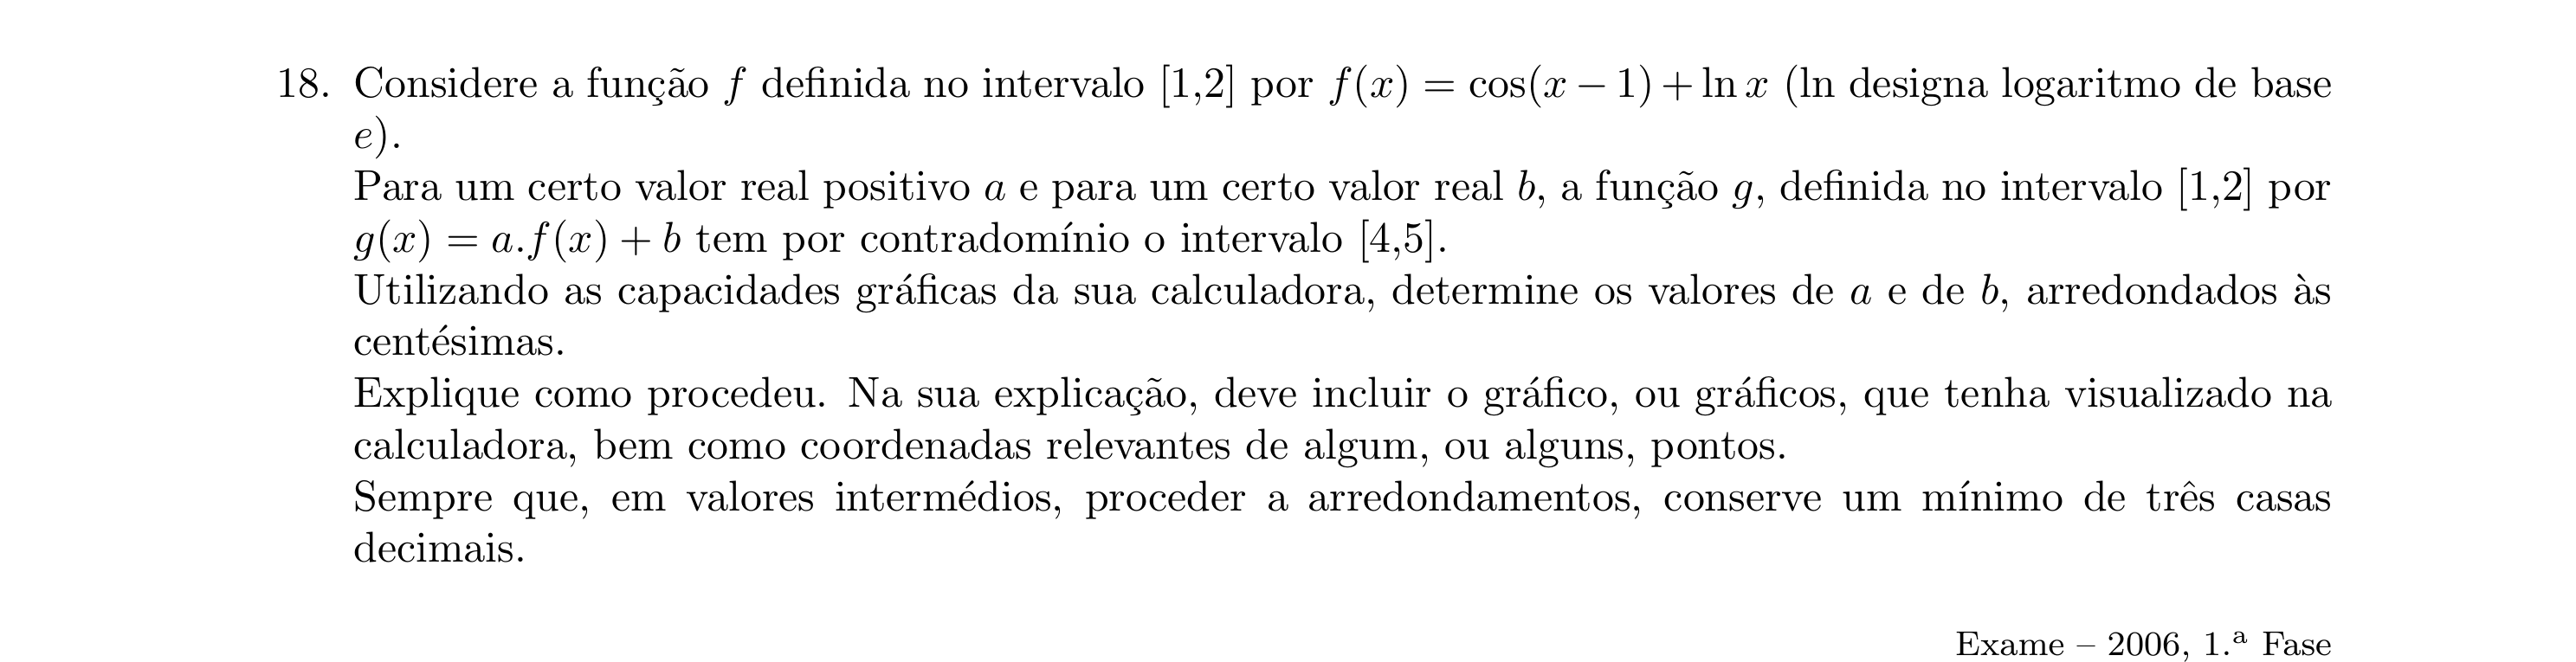 18. Considere a função f definida no intervalo [1,2] por f(x) = cos(x − 1) + ln x (ln designa logaritmo de base
e).
Para um certo valor real positivo a e para um certo valor real b, a função g, definida no intervalo [1,2] por
g(x) = a.f(x) + b tem por contradomínio o intervalo [4,5].
Utilizando as capacidades gráficas da sua calculadora, determine os valores de a e de b, arredondados às
centésimas.
Explique como procedeu. Na sua explicação, deve incluir o gráfico, ou gráficos, que tenha visualizado na
calculadora, bem como coordenadas relevantes de algum, ou alguns, pontos.
Sempre que, em valores intermédios, proceder a arredondamentos, conserve um mínimo de três casas
decimais.
Exame – 2006, 1.ª Fase